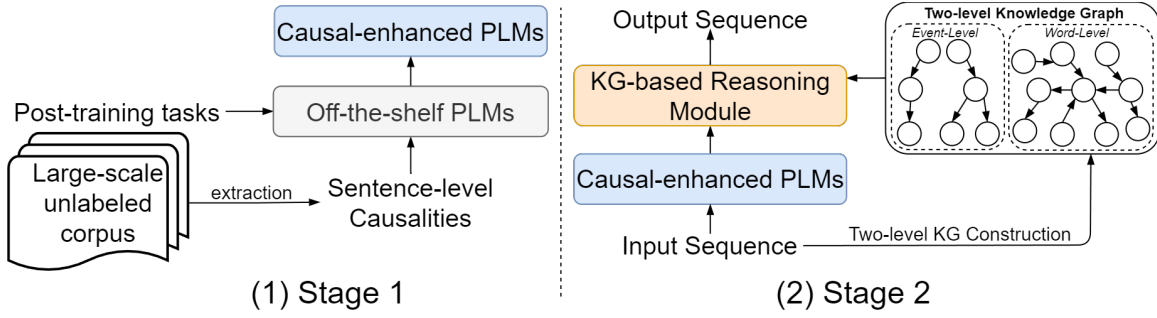 Causal-enhanced PLMs
Post-training tasks
Off-the-shelf PLMs
Large-scale
unlabeled
corpus
extraction
Sentence-level
Causalities
(1) Stage 1
Output Sequence
Two-level Knowledge Graph
Event-Level
Word-Level
KG-based Reasoning
Module
Causal-enhanced PLMs
Input Sequence
Two-level KG Construction
(2) Stage 2